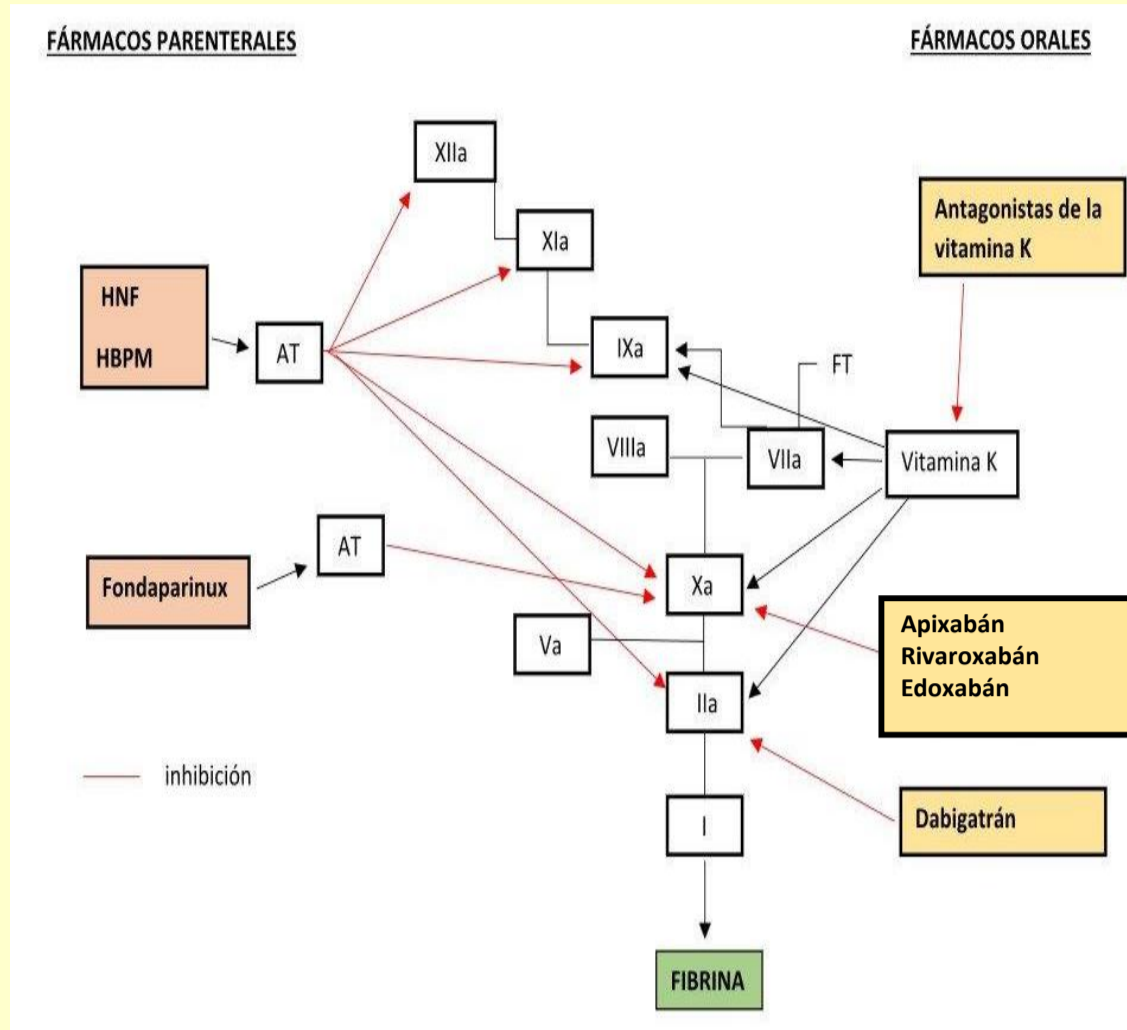 FÁRMACOS PARENTERALES
FÁRMACOS ORALES
XIIa
Antagonistas de la
vitamina K
XIa
HNF
HBPM
AT
IXa
FT
VIIIa
VIIa
Vitamina K
AT
Fondaparinux
Xa
Apixabán
Rivaroxabán
Edoxabán
Va
IIa
inhibición
I
Dabigatrán
FIBRINA